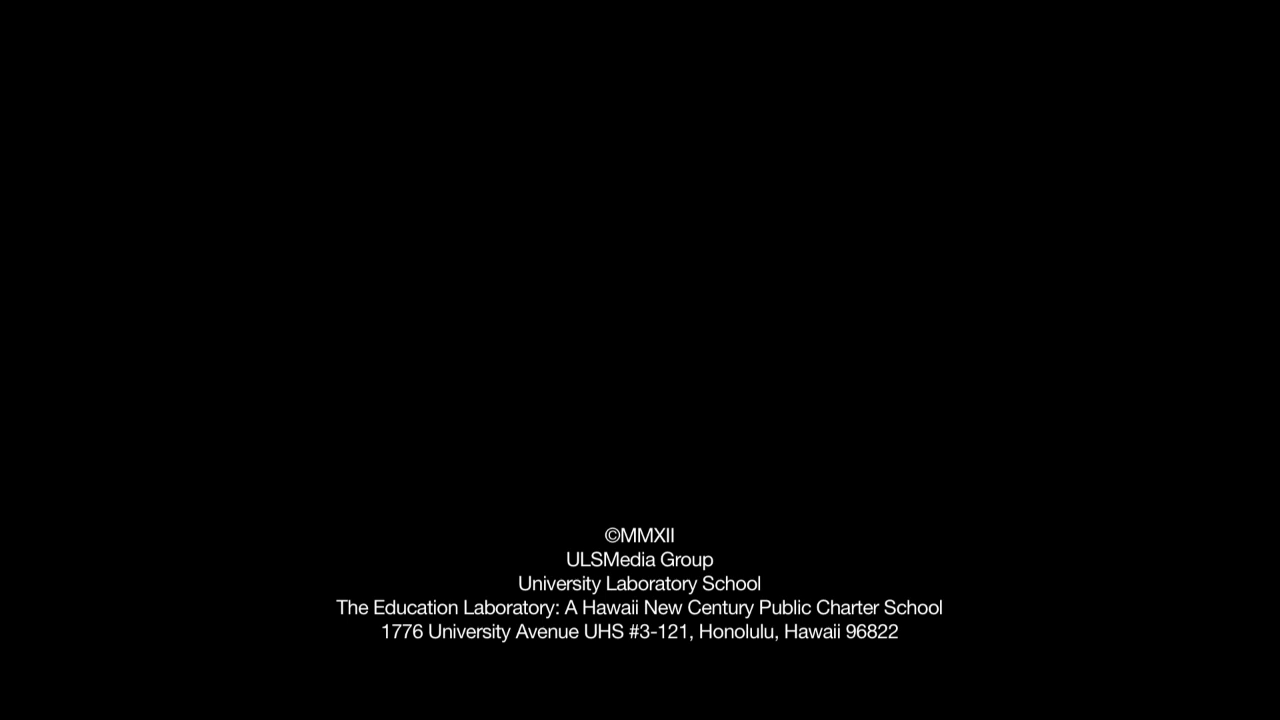 ©MMXII
ULSMedia Group
University Laboratory School
The Education Laboratory: A Hawaii New Century Public Charter School
1776 University Avenue UHS #3-121, Honolulu, Hawaii 96822